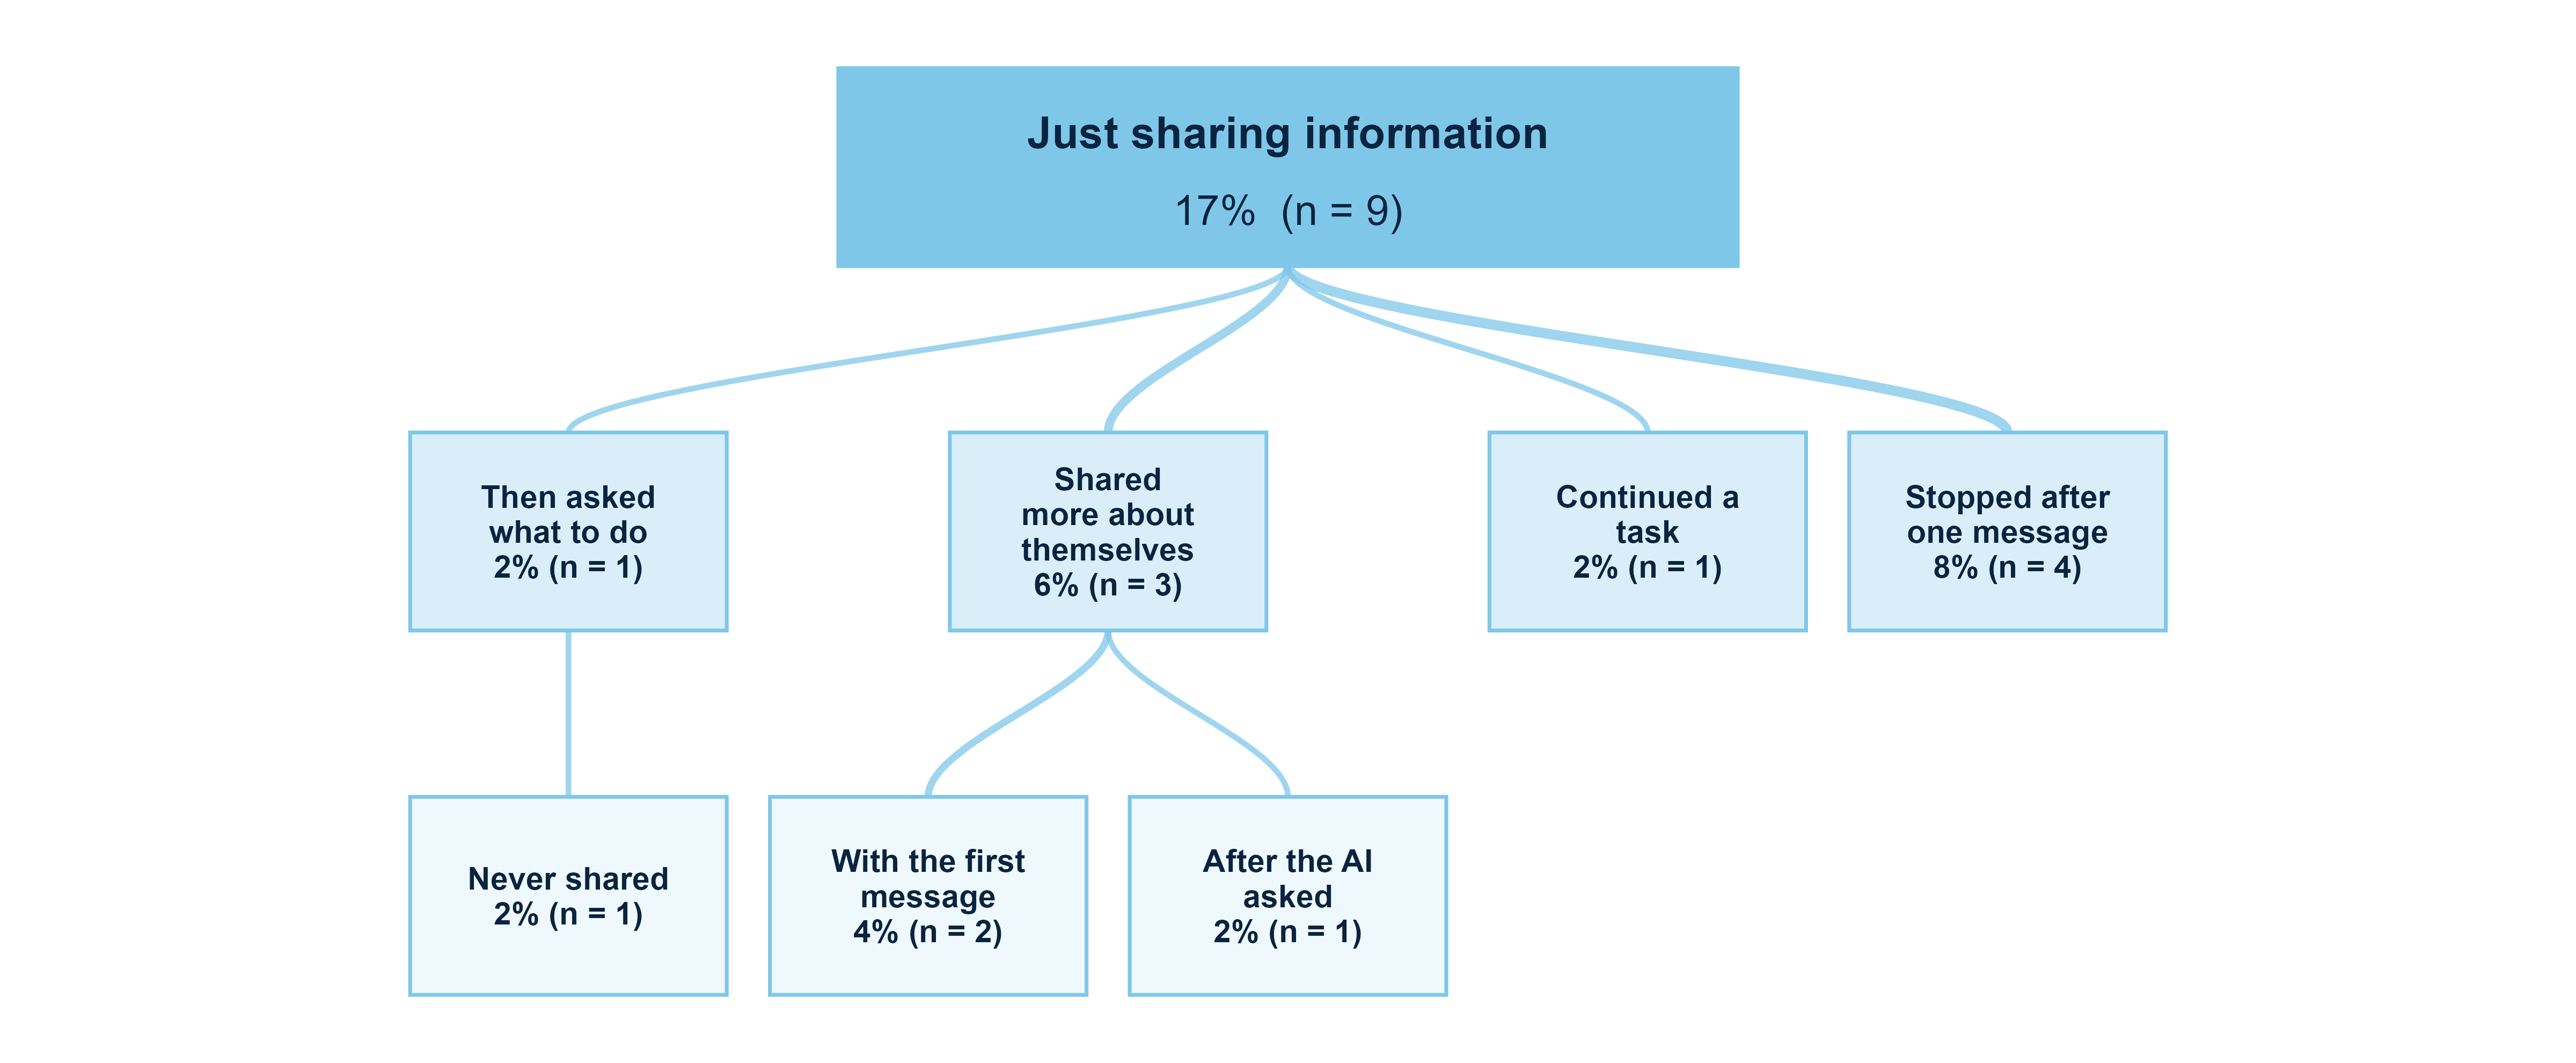 Just sharing information
17% (n = 9)
Then asked
what to do
2% (n = 1)
Shared
more about
themselves
6% (n = 3)
Continued a
task
2% (n = 1)
Stopped after
one message
8% (n = 4)
Never shared
2% (n = 1)
With the first
message
4% (n = 2)
After the AI
asked
2% (n = 1)